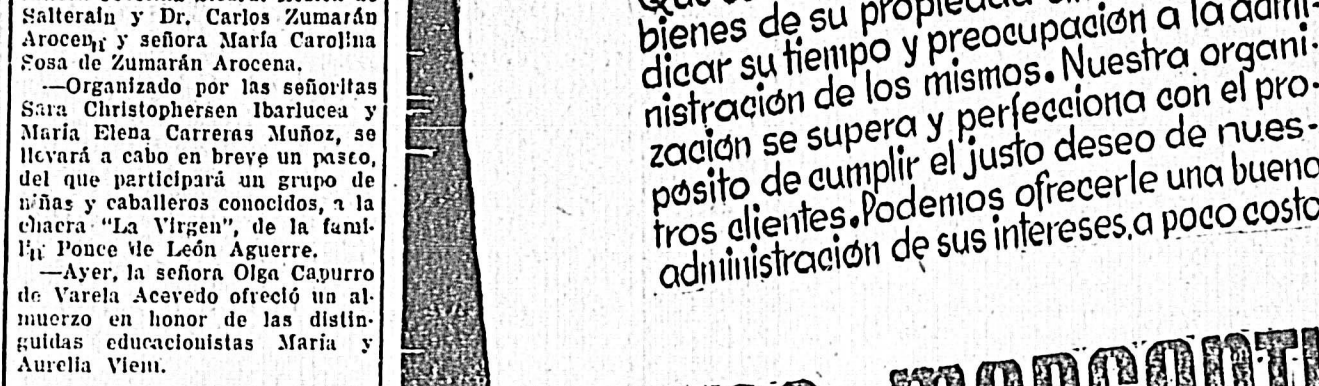 Salterain y Dr. Carlos Zumarán
Arocena y señora María Carolina
Sosa de Zumarán Arocena.
—Organizado por las señoritas
Sara Christophersen Ibarlucea y
María Elena Carreras Muñoz, se
llevará a cabo en breve un paseo,
del que participará un grupo de
niñas y caballeros conocidos, a la
chacra "La Virgen", de la fami-
lia Ponce de León Aguerre.
—Ayer, la señora Olga Capurro
de Varela Acevedo ofreció un al-
muerzo en honor de las distin-
guidas educacionistas María y
Aurelia Viem.
bienes de su propiedad
dicar su tiempo y preocupación a la admi-
nistración de los mismos. Nuestra organi-
zación se supera y perfecciona con el pro-
pósito de cumplir el justo deseo de nues-
tros clientes. Podemos ofrecerle una buena
administración de sus intereses, a poco costo